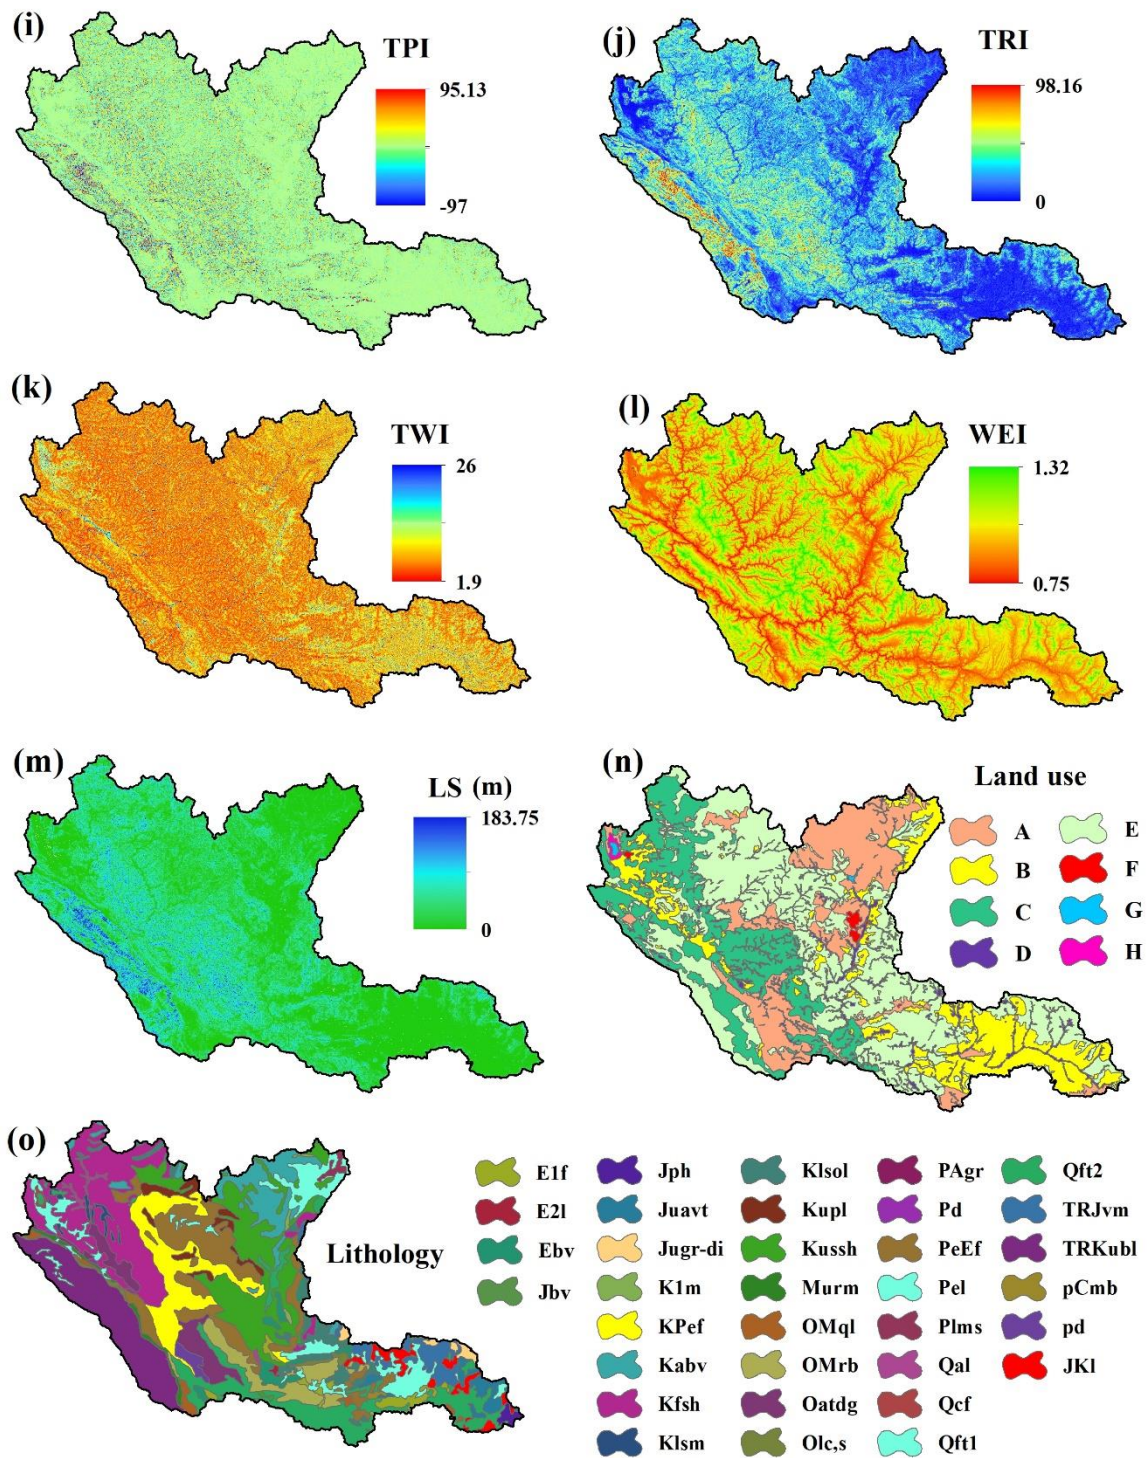 (i)
TPI
95.13
-97
(j)
TRI
98.16
0
(k)
TWI
26
1.9
(l)
WEI
1.32
0.75
(m)
LS (m)
183.75
0
(n)
Land use
A
E
B
F
C
G
D
H
(o)
Lithology
E1f
E2l
Ebv
Jbv
Jph
Juavt
Jugr-di
K1m
KPef
Kabv
Kfsh
Klsm
Klsol
Kupl
Kussh
Murm
OMql
OMrb
Oatdg
Olc,s
PAgr
Pd
PeEf
Pel
Plms
Qal
Qcf
Qft1
Qft2
TRJvm
TRKubl
pCmb
pd
JKl